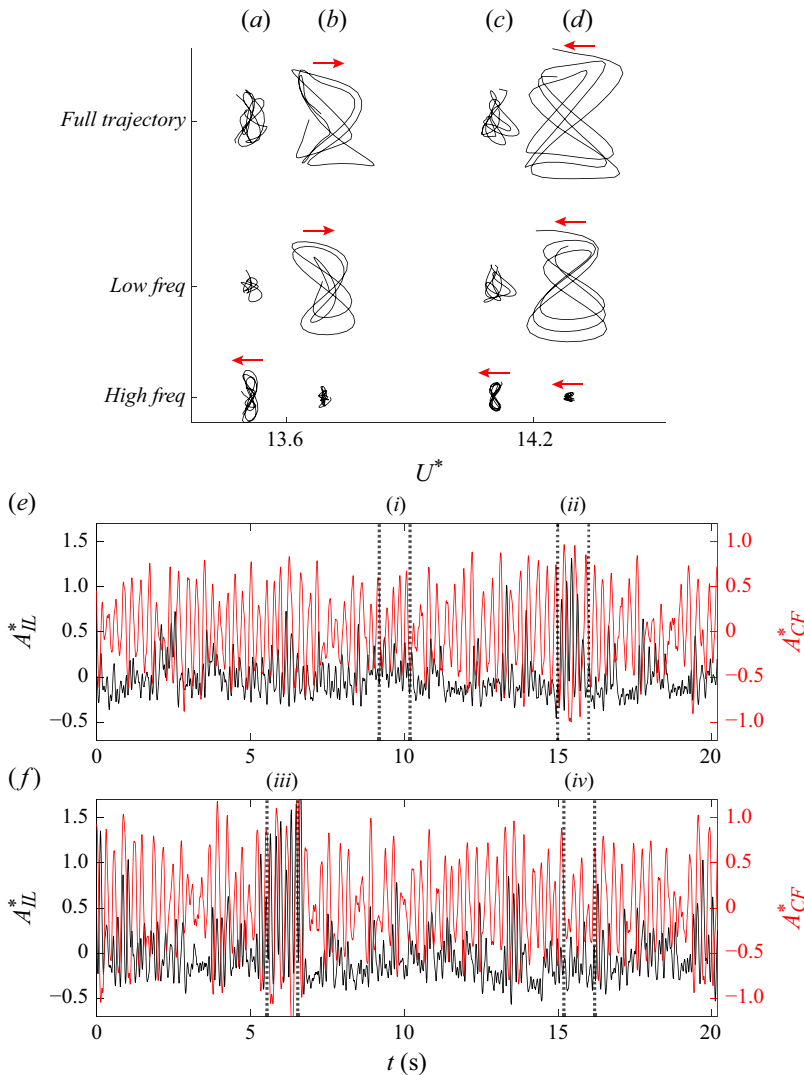 (a) (b) (c) (d)
Full trajectory
Low freq
High freq
13.6 14.2
U*
(e) (i) (ii)
1.5 1.0
1.0 0.5
0.5 0
0 −0.5
−0.5 −1.0
A*IL A*CF
0 5 10 15 20
(f) (iii) (iv)
1.5 1.0
1.0 0.5
0.5 0
0 −0.5
−0.5 −1.0
A*IL A*CF
0 5 10 15 20
t (s)